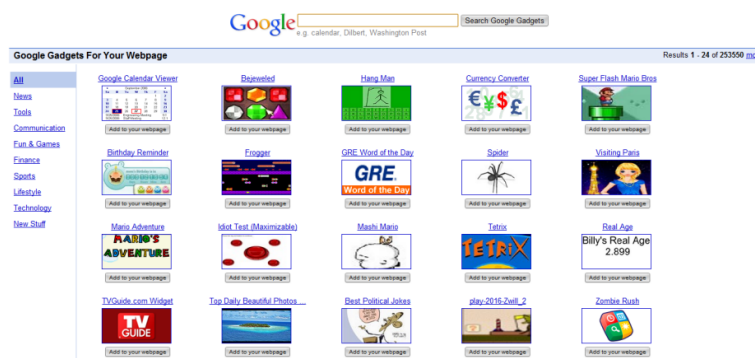 Google
Search Google Gadgets
e.g. calendar, Dilbert, Washington Post
Google Gadgets For Your Webpage
Results 1 - 24 of 253550
All
News
Tools
Communication
Fun & Games
Finance
Sports
Lifestyle
Technology
New Stuff
Google Calendar Viewer Bejeweled Hang Man Currency Converter Super Flash Mario Bros
Add to your webpage Add to your webpage Add to your webpage Add to your webpage Add to your webpage
Birthday Reminder Frogger GRE Word of the Day Spider Visiting Paris
GRE
Word of the Day
Add to your webpage Add to your webpage Add to your webpage Add to your webpage Add to your webpage
Mario Adventure Idiot Test (Maximizable) Mashi Mario Tetrix Real Age
MARIO'S
ADVENTURE
TETRIX
Billy's Real Age
2.899
Add to your webpage Add to your webpage Add to your webpage Add to your webpage Add to your webpage
TVGuide.com Widget Top Daily Beautiful Photos ... Best Political Jokes play-2016-Zwill_2 Zombie Rush
TV
GUIDE
Add to your webpage Add to your webpage Add to your webpage Add to your webpage Add to your webpage